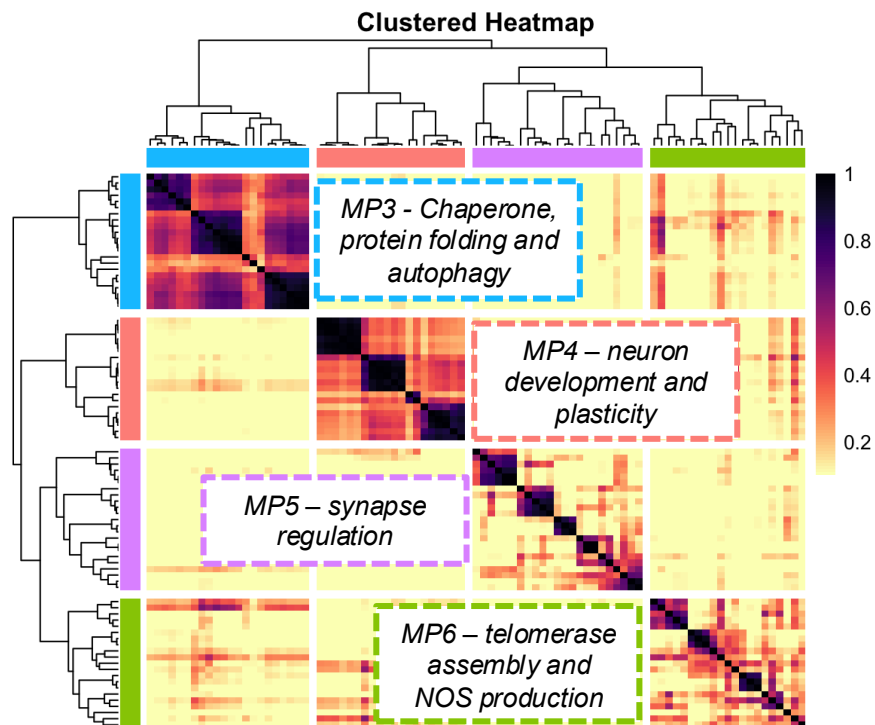 Clustered Heatmap
MP3 - Chaperone,
protein folding and
autophagy
MP4 – neuron
development and
plasticity
MP5 – synapse
regulation
MP6 – telomerase
assembly and
NOS production
1
0.8
0.6
0.4
0.2